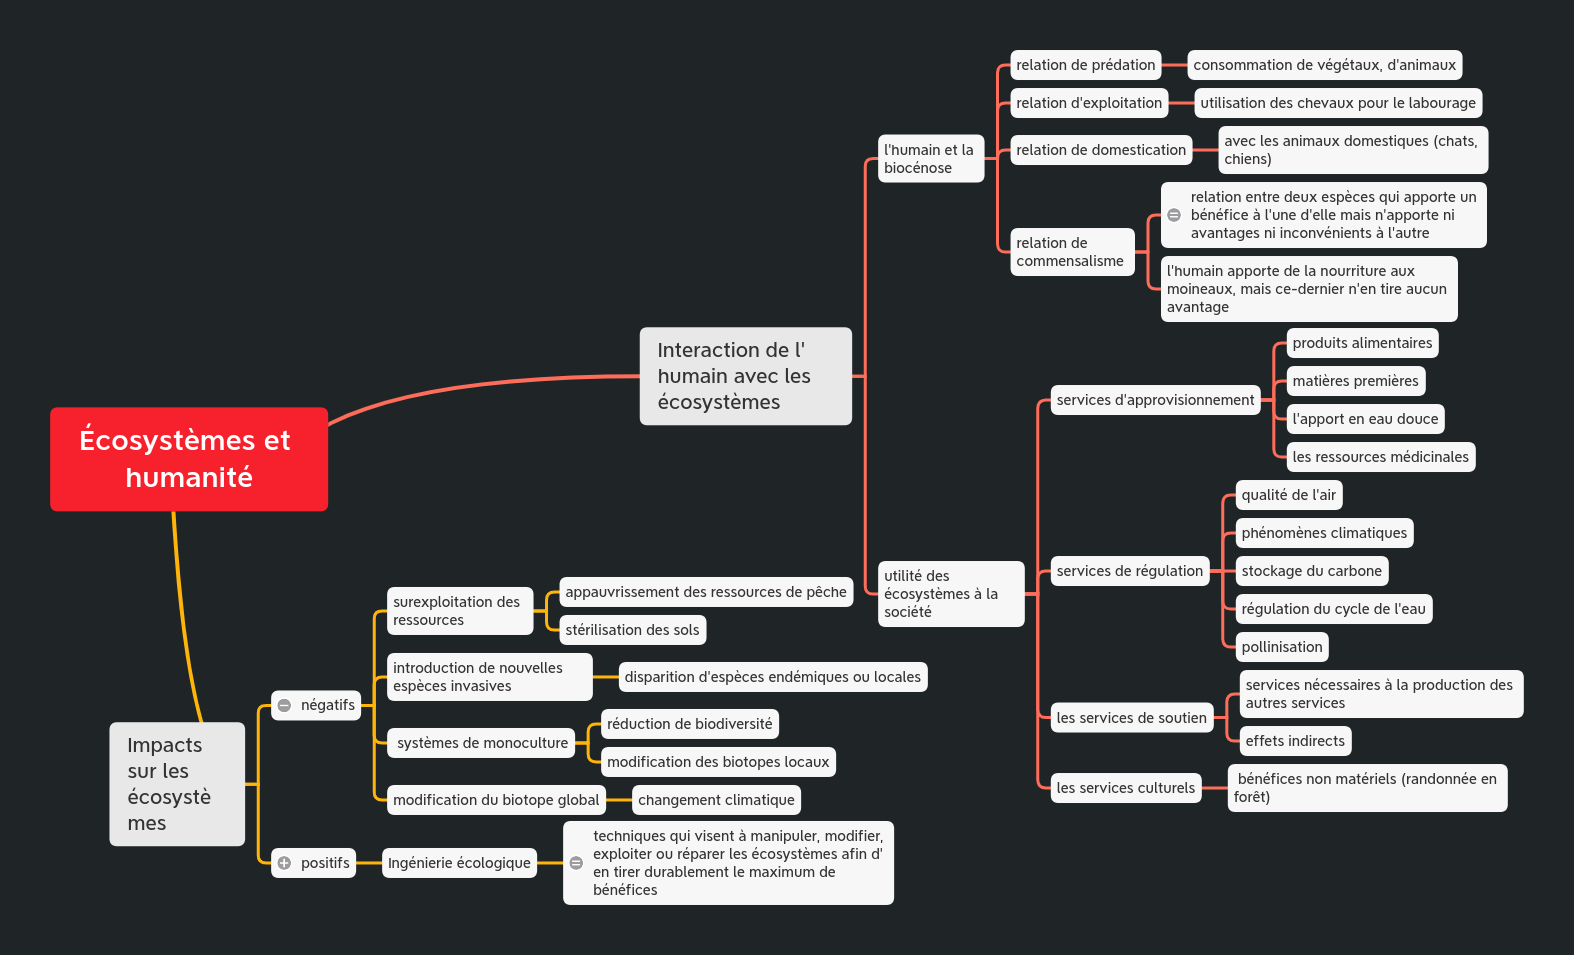 Écosystèmes et
humanité
Interaction de l'
humain avec les
écosystèmes
l'humain et la
biocénose
relation de prédation
consommation de végétaux, d'animaux
relation d'exploitation
utilisation des chevaux pour le labourage
relation de domestication
avec les animaux domestiques (chats,
chiens)
relation de
commensalisme
relation entre deux espèces qui apporte un
bénéfice à l'une d'elle mais n'apporte ni
avantages ni inconvénients à l'autre
l'humain apporte de la nourriture aux
moineaux, mais ce-dernier n'en tire aucun
avantage
utilité des
écosystèmes à la
société
services d'approvisionnement
produits alimentaires
matières premières
l'apport en eau douce
les ressources médicinales
services de régulation
qualité de l'air
phénomènes climatiques
stockage du carbone
régulation du cycle de l'eau
pollinisation
les services de soutien
services nécessaires à la production des
autres services
effets indirects
les services culturels
bénéfices non matériels (randonnée en
forêt)
Impacts
sur les
écosystè
mes
négatifs
surexploitation des
ressources
appauvrissement des ressources de pêche
stérilisation des sols
introduction de nouvelles
espèces invasives
disparition d'espèces endémiques ou locales
systèmes de monoculture
réduction de biodiversité
modification des biotopes locaux
modification du biotope global
changement climatique
positifs
Ingénierie écologique
techniques qui visent à manipuler, modifier,
exploiter ou réparer les écosystèmes afin d'
en tirer durablement le maximum de
bénéfices